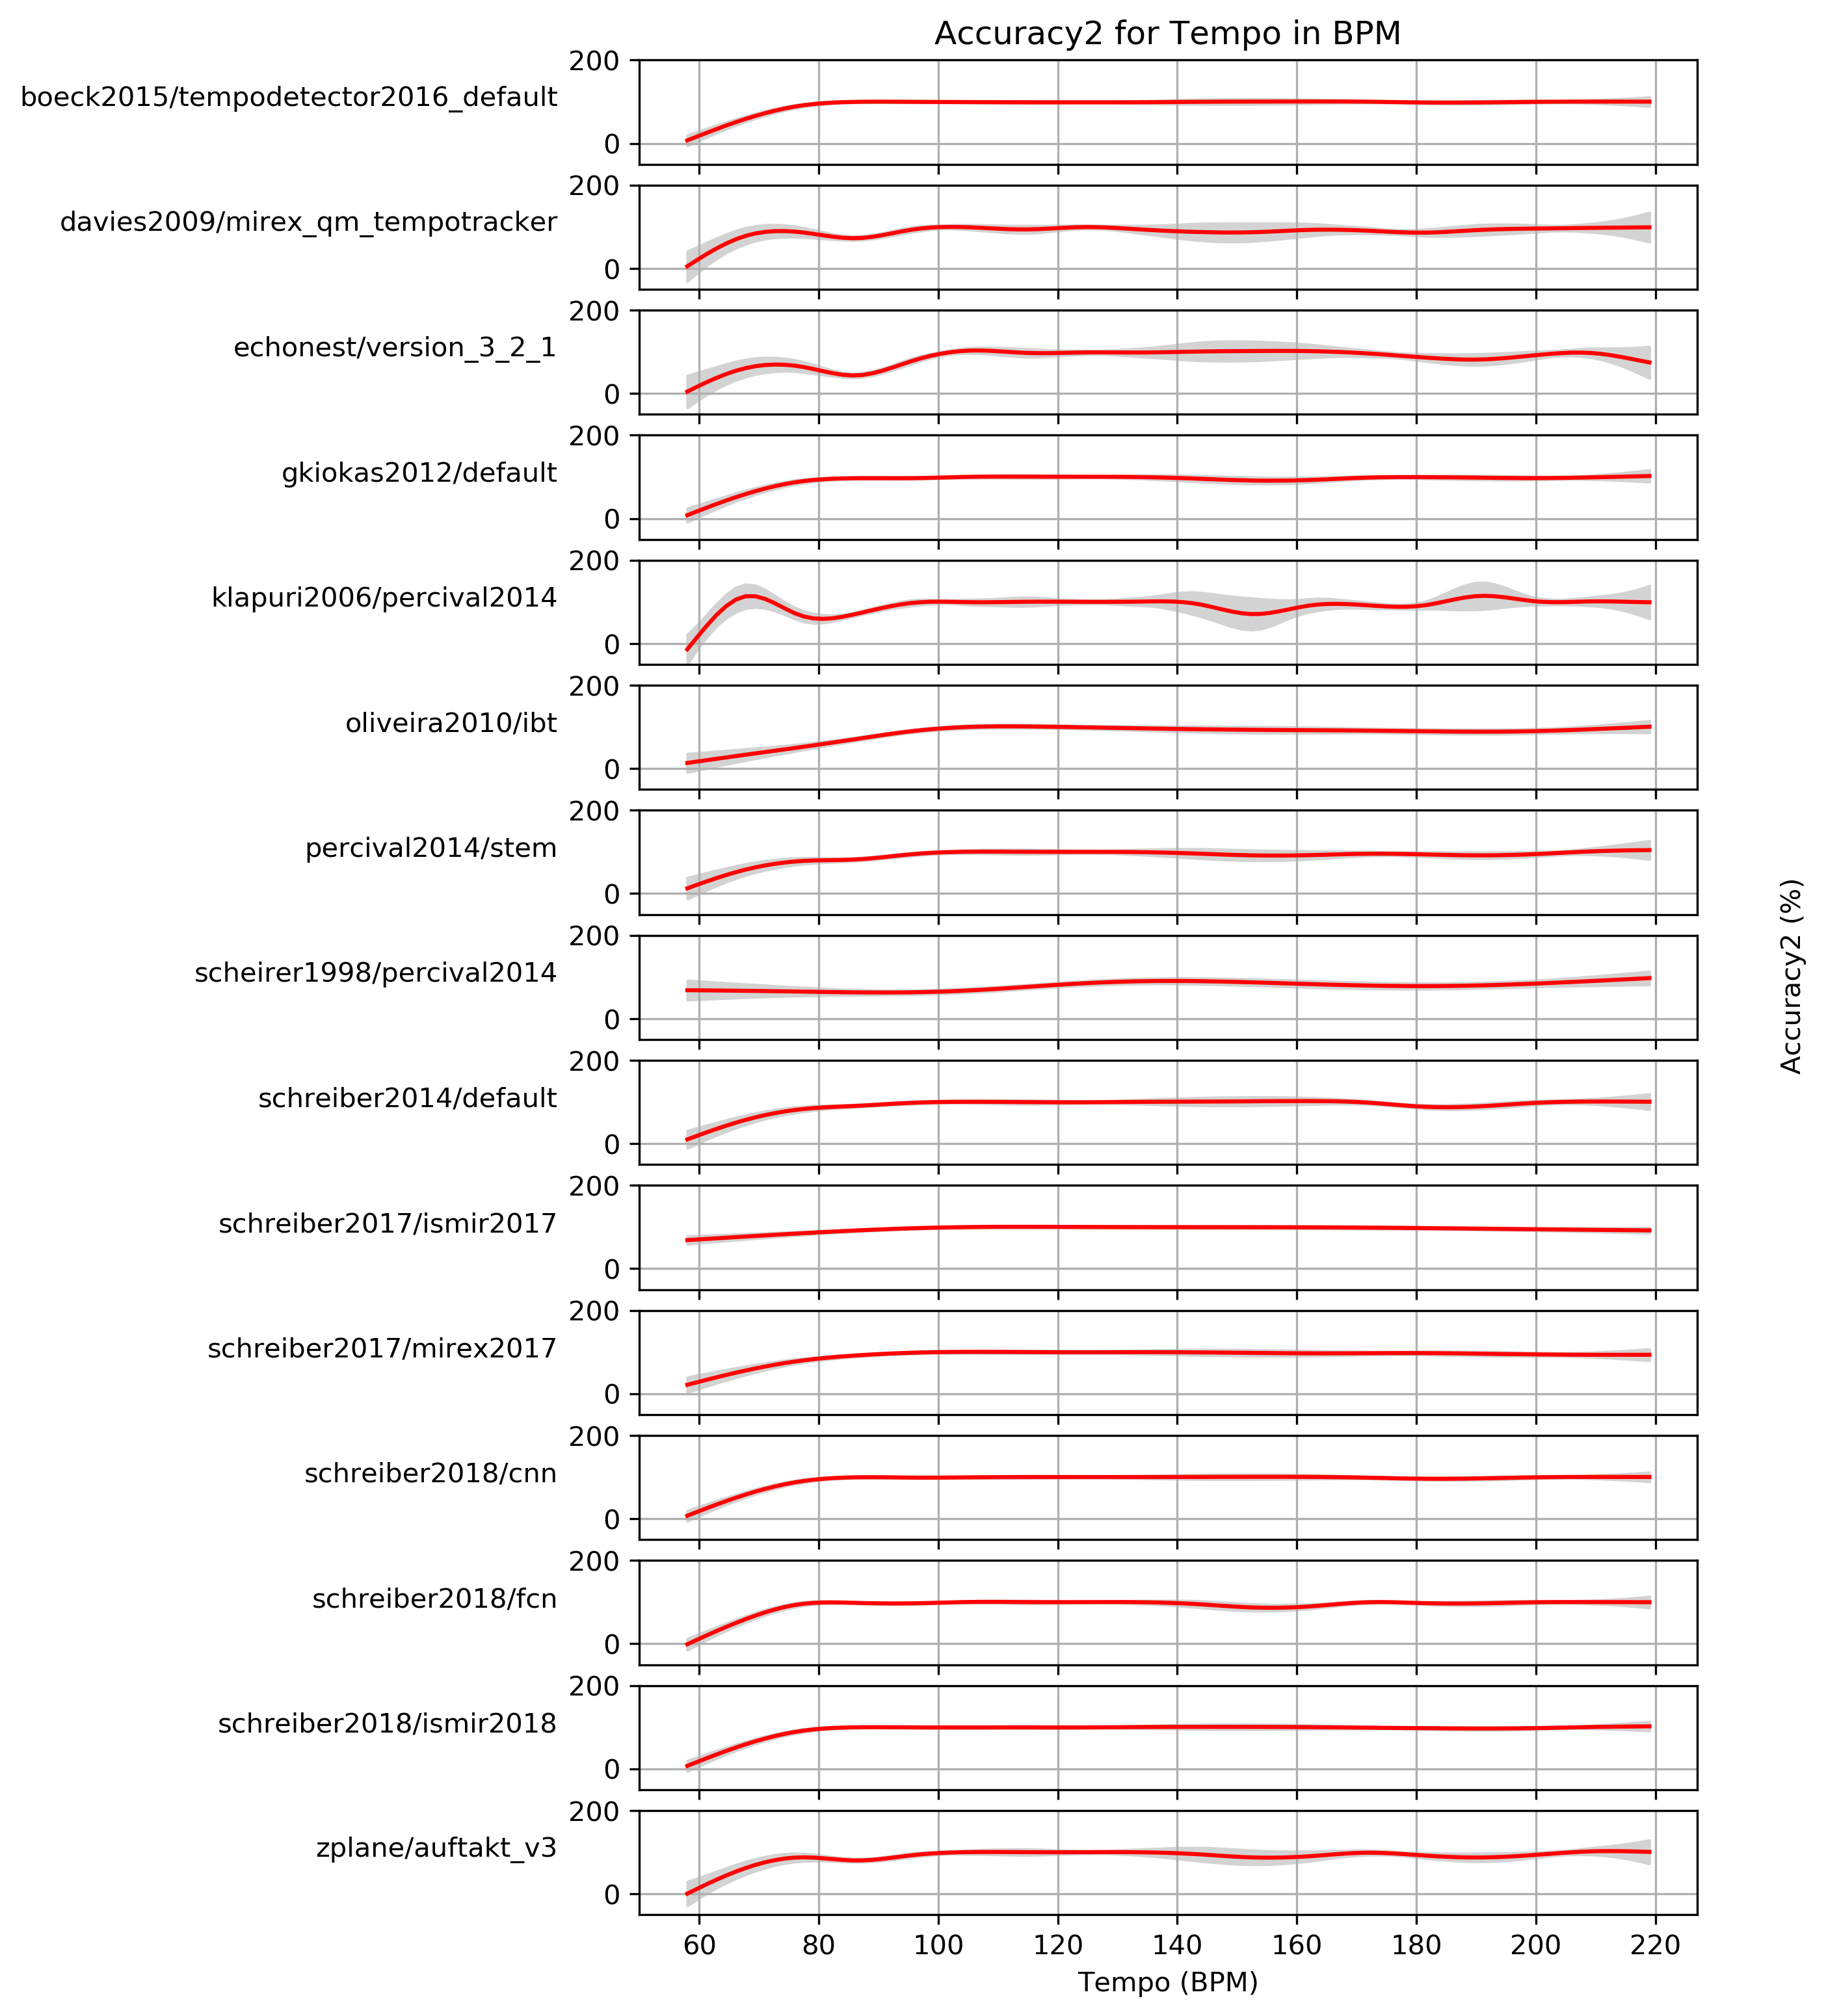 Accuracy2 for Tempo in BPM
200
boeck2015/tempodetector2016_default
0
200
davies2009/mirex_qm_tempotracker
0
200
echonest/version_3_2_1
0
200
gkiokas2012/default
0
200
klapuri2006/percival2014
0
200
oliveira2010/ibt
0
200
percival2014/stem
0
200
scheirer1998/percival2014
0
200
schreiber2014/default
0
200
schreiber2017/ismir2017
0
200
schreiber2017/mirex2017
0
200
schreiber2018/cnn
0
200
schreiber2018/fcn
0
200
schreiber2018/ismir2018
0
200
zplane/auftakt_v3
0
60 80 100 120 140 160 180 200 220
Tempo (BPM)
Accuracy2 (%)